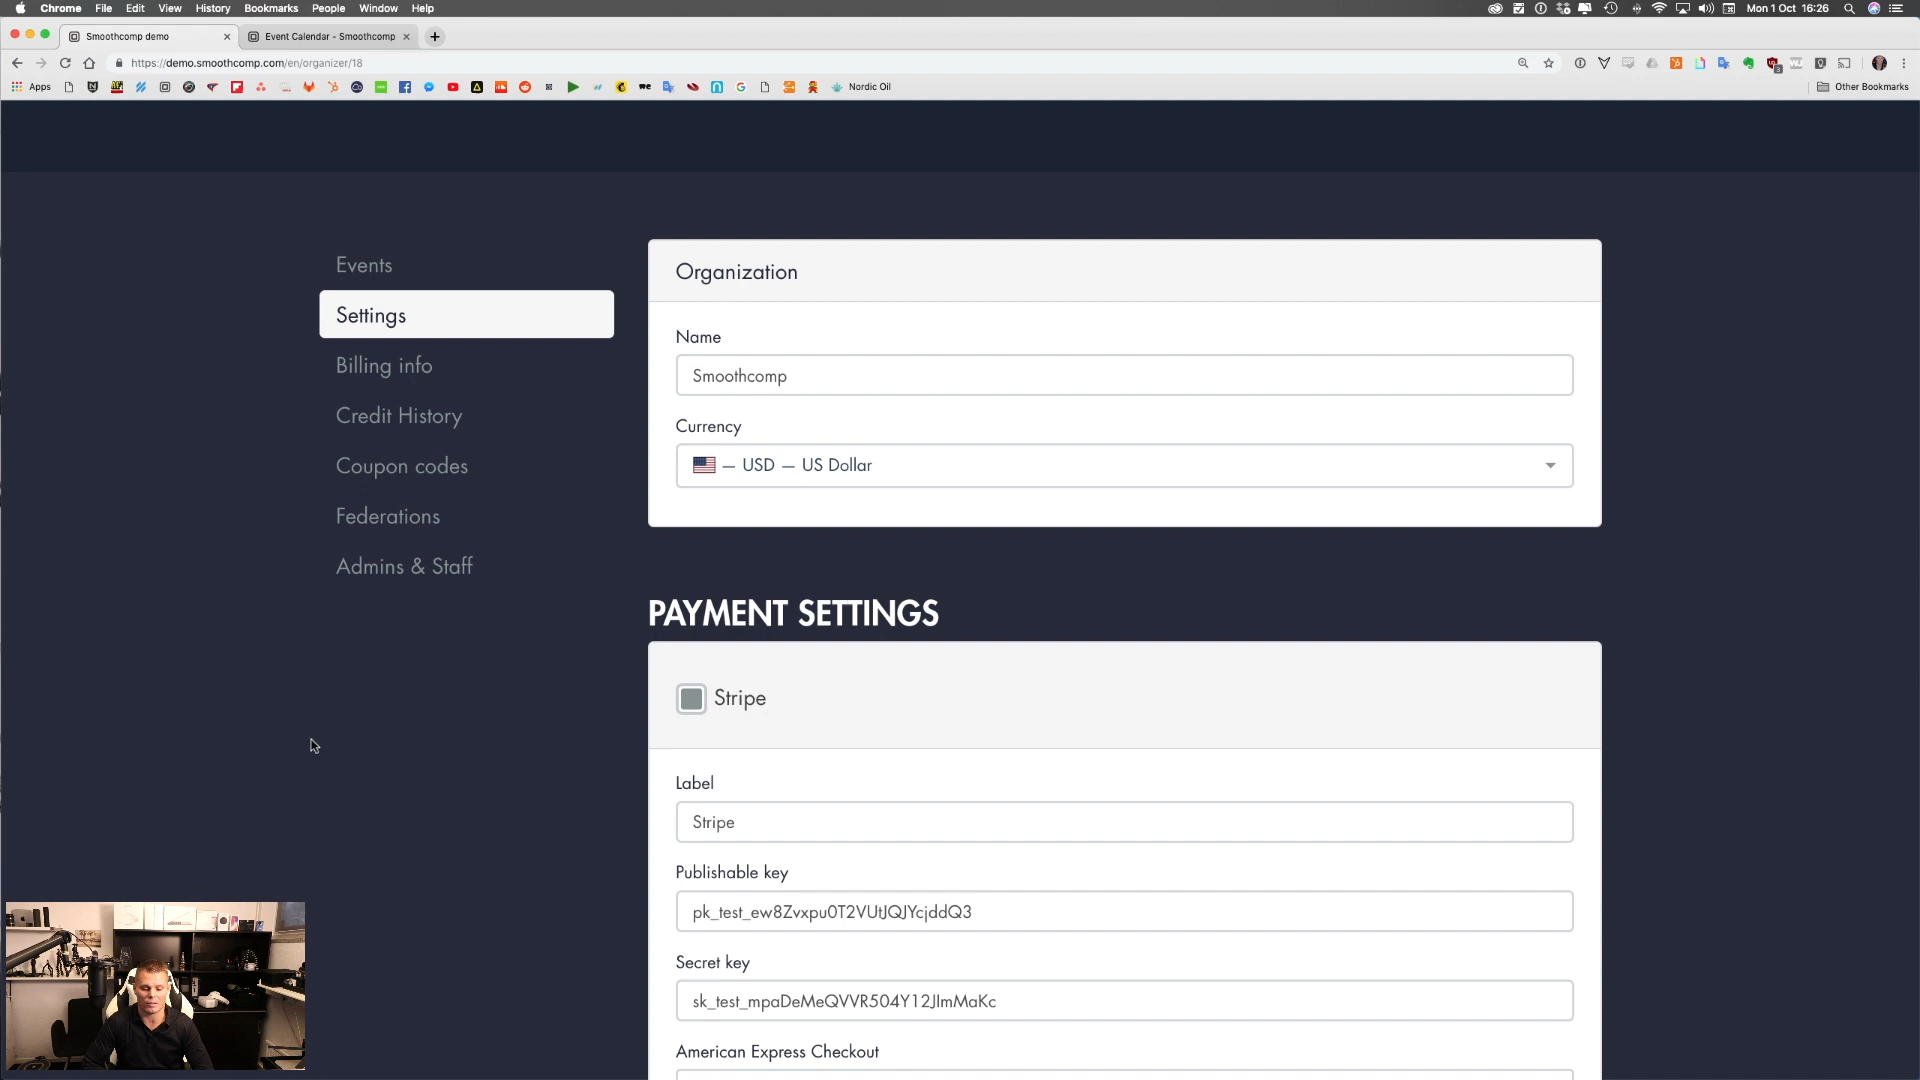 Chrome File Edit View History Bookmarks People Window Help
Mon 1 Oct 16:26
Smoothcomp demo
Event Calendar - Smoothcomp
https://demo.smoothcomp.com/en/organizer/18
Apps
Nordic Oil
Other Bookmarks
Events
Settings
Billing info
Credit History
Coupon codes
Federations
Admins & Staff
Organization
Name
Smoothcomp
Currency
— USD — US Dollar
PAYMENT SETTINGS
Stripe
Label
Stripe
Publishable key
pk_test_ew8Zvxpu0T2VUtJQJYcjddQ3
Secret key
sk_test_mpaDeMeQVVR504Y12JImMaKc
American Express Checkout